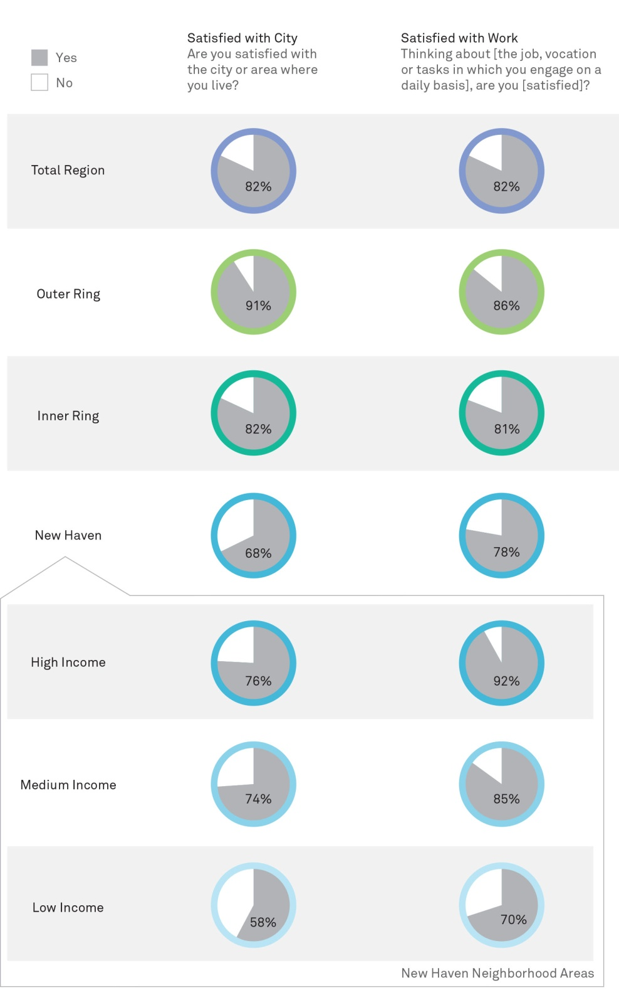 Yes
No
Satisfied with City
Are you satisfied with
the city or area where
you live?
Satisfied with Work
Thinking about [the job, vocation
or tasks in which you engage on a
daily basis], are you [satisfied]?
Total Region
82%
82%
Outer Ring
91%
86%
Inner Ring
82%
81%
New Haven
68%
78%
High Income
76%
92%
Medium Income
74%
85%
Low Income
58%
70%
New Haven Neighborhood Areas